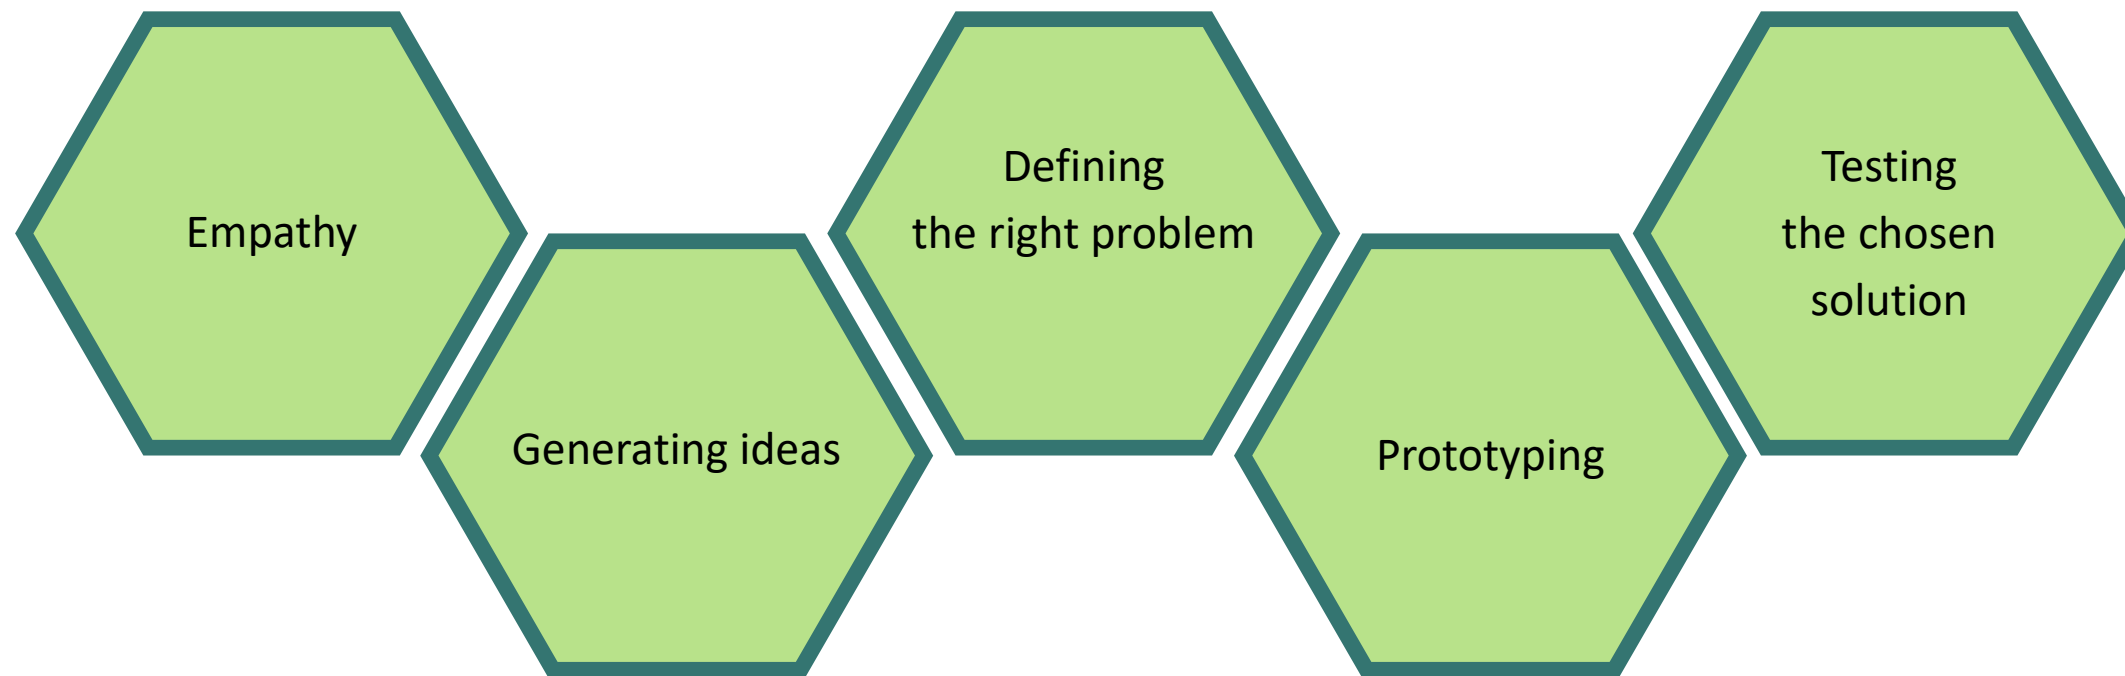 Empathy
Generating ideas
Defining
the right problem
Prototyping
Testing
the chosen
solution